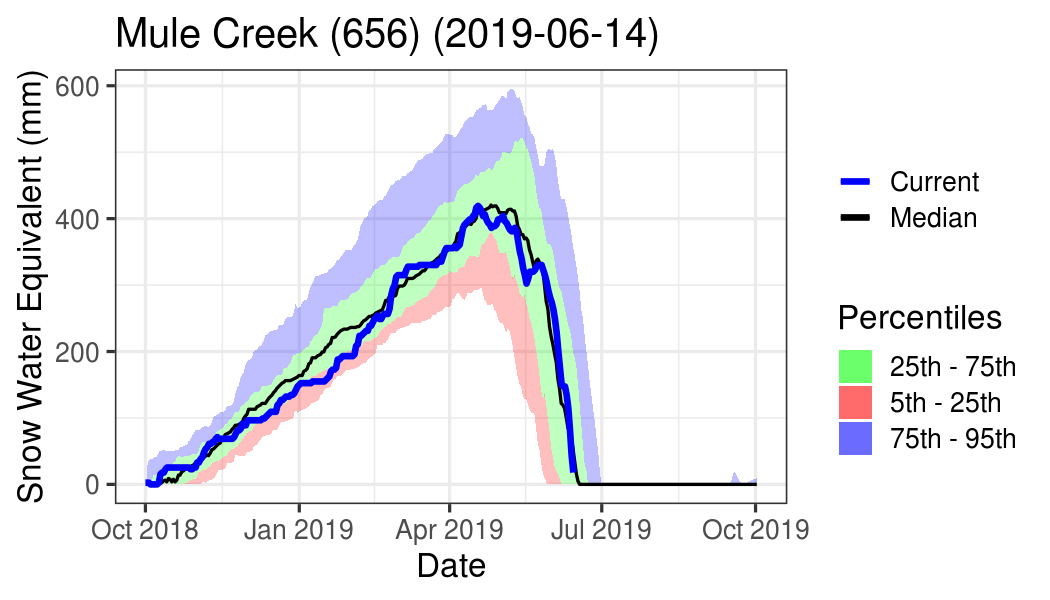 Mule Creek (656) (2019-06-14)
Snow Water Equivalent (mm)
600
400
200
0
Oct 2018
Jan 2019
Apr 2019
Jul 2019
Oct 2019
Date
Current
Median
Percentiles
25th - 75th
5th - 25th
75th - 95th